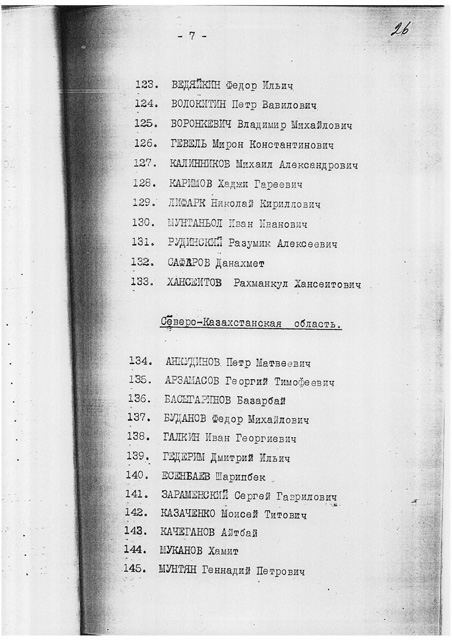 - 7 -
26
123. ВЕДЯЙКИН Федор Ильич
124. ВОЛОКИТИН Петр Вавилович
125. ВОРОНКЕВИЧ Владимир Михайлович
126. ГЕВЕЛЬ Мирон Константинович
127. КАЛИННИКОВ Михаил Александрович
128. КАРИМОВ Хаджи Гареевич
129. ЛИФАРК Николай Кириллович
130. МУНТАНЬОЛ Иван Иванович
131. РУДИНСКИЙ Разумик Алексеевич
132. САФАРОВ Данахмет
133. ХАНСЕИТОВ Рахманкул Хансеитович
Северо-Казахстанская область.
134. АНКУДИНОВ Петр Матвеевич
135. АРЗАМАСОВ Георгий Тимофеевич
136. БАСЫГАРИНОВ Базарбай
137. БУДАНОВ Федор Михайлович
138. ГАЛКИН Иван Георгиевич
139. ГЕДЕРИМ Дмитрий Ильич
140. ЕСЕНБАЕВ Шарипбек
141. ЗАРАМЕНСКИЙ Сергей Гаврилович
142. КАЗАЧЕНКО Моисей Титович
143. КАЧЕГАНОВ Айтбай
144. МУКАНОВ Хамит
145. МУНТЯН Геннадий Петрович